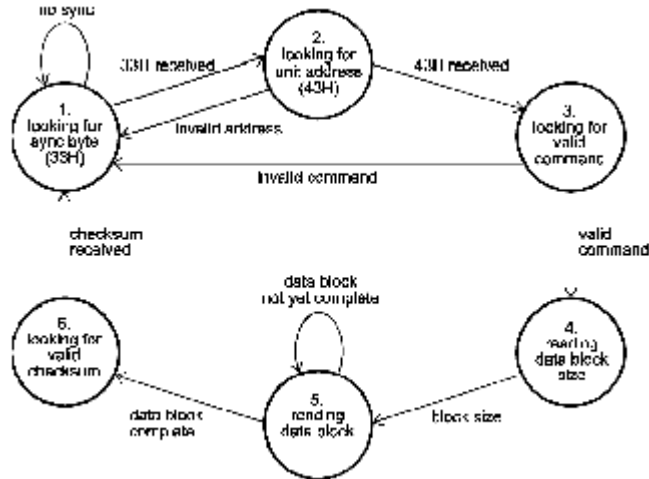 no sync
1.
looking for
sync byte
(33H)
33H received
2.
looking for
unit address
(43H)
43H received
3.
looking for
valid
command
invalid address
invalid command
checksum
received
valid
command
data block
not yet complete
6.
looking for
valid
checksum
4.
reading
data block
size
data block
complete
5.
reading
data block
block size